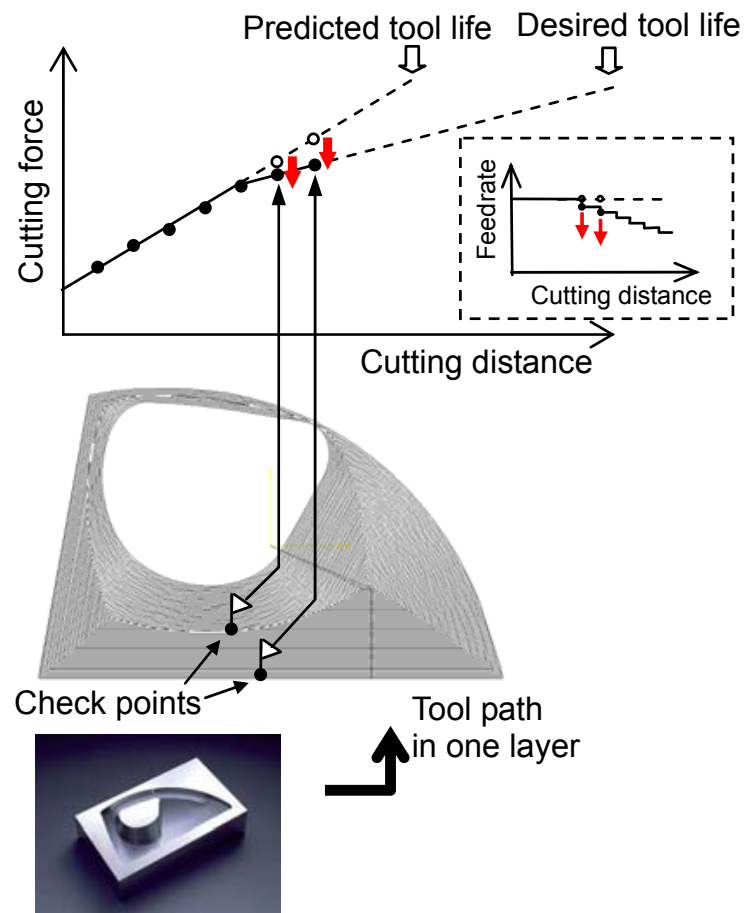 Predicted tool life
Desired tool life
Cutting force
Feedrate
Cutting distance
Cutting distance
Check points
Tool path
in one layer